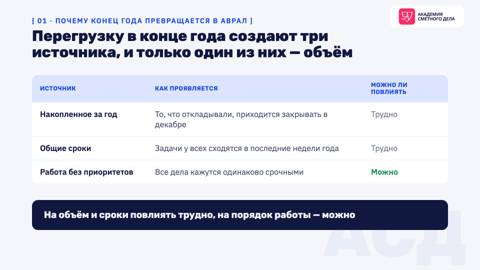 [ 01 · ПОЧЕМУ КОНЕЦ ГОДА ПРЕВРАЩАЕТСЯ В АВРАЛ ]
АКАДЕМИЯ
СМЕТНОГО ДЕЛА
Перегрузку в конце года создают три
источника, и только один из них — объём
ИСТОЧНИК
КАК ПРОЯВЛЯЕТСЯ
МОЖНО ЛИ
ПОВЛИЯТЬ
Накопленное за год
То, что откладывали, приходится закрывать в
декабре
Трудно
Общие сроки
Задачи у всех сходятся в последние недели года
Трудно
Работа без приоритетов
Все дела кажутся одинаково срочными
Можно
На объём и сроки повлиять трудно, на порядок работы — можно
АСД